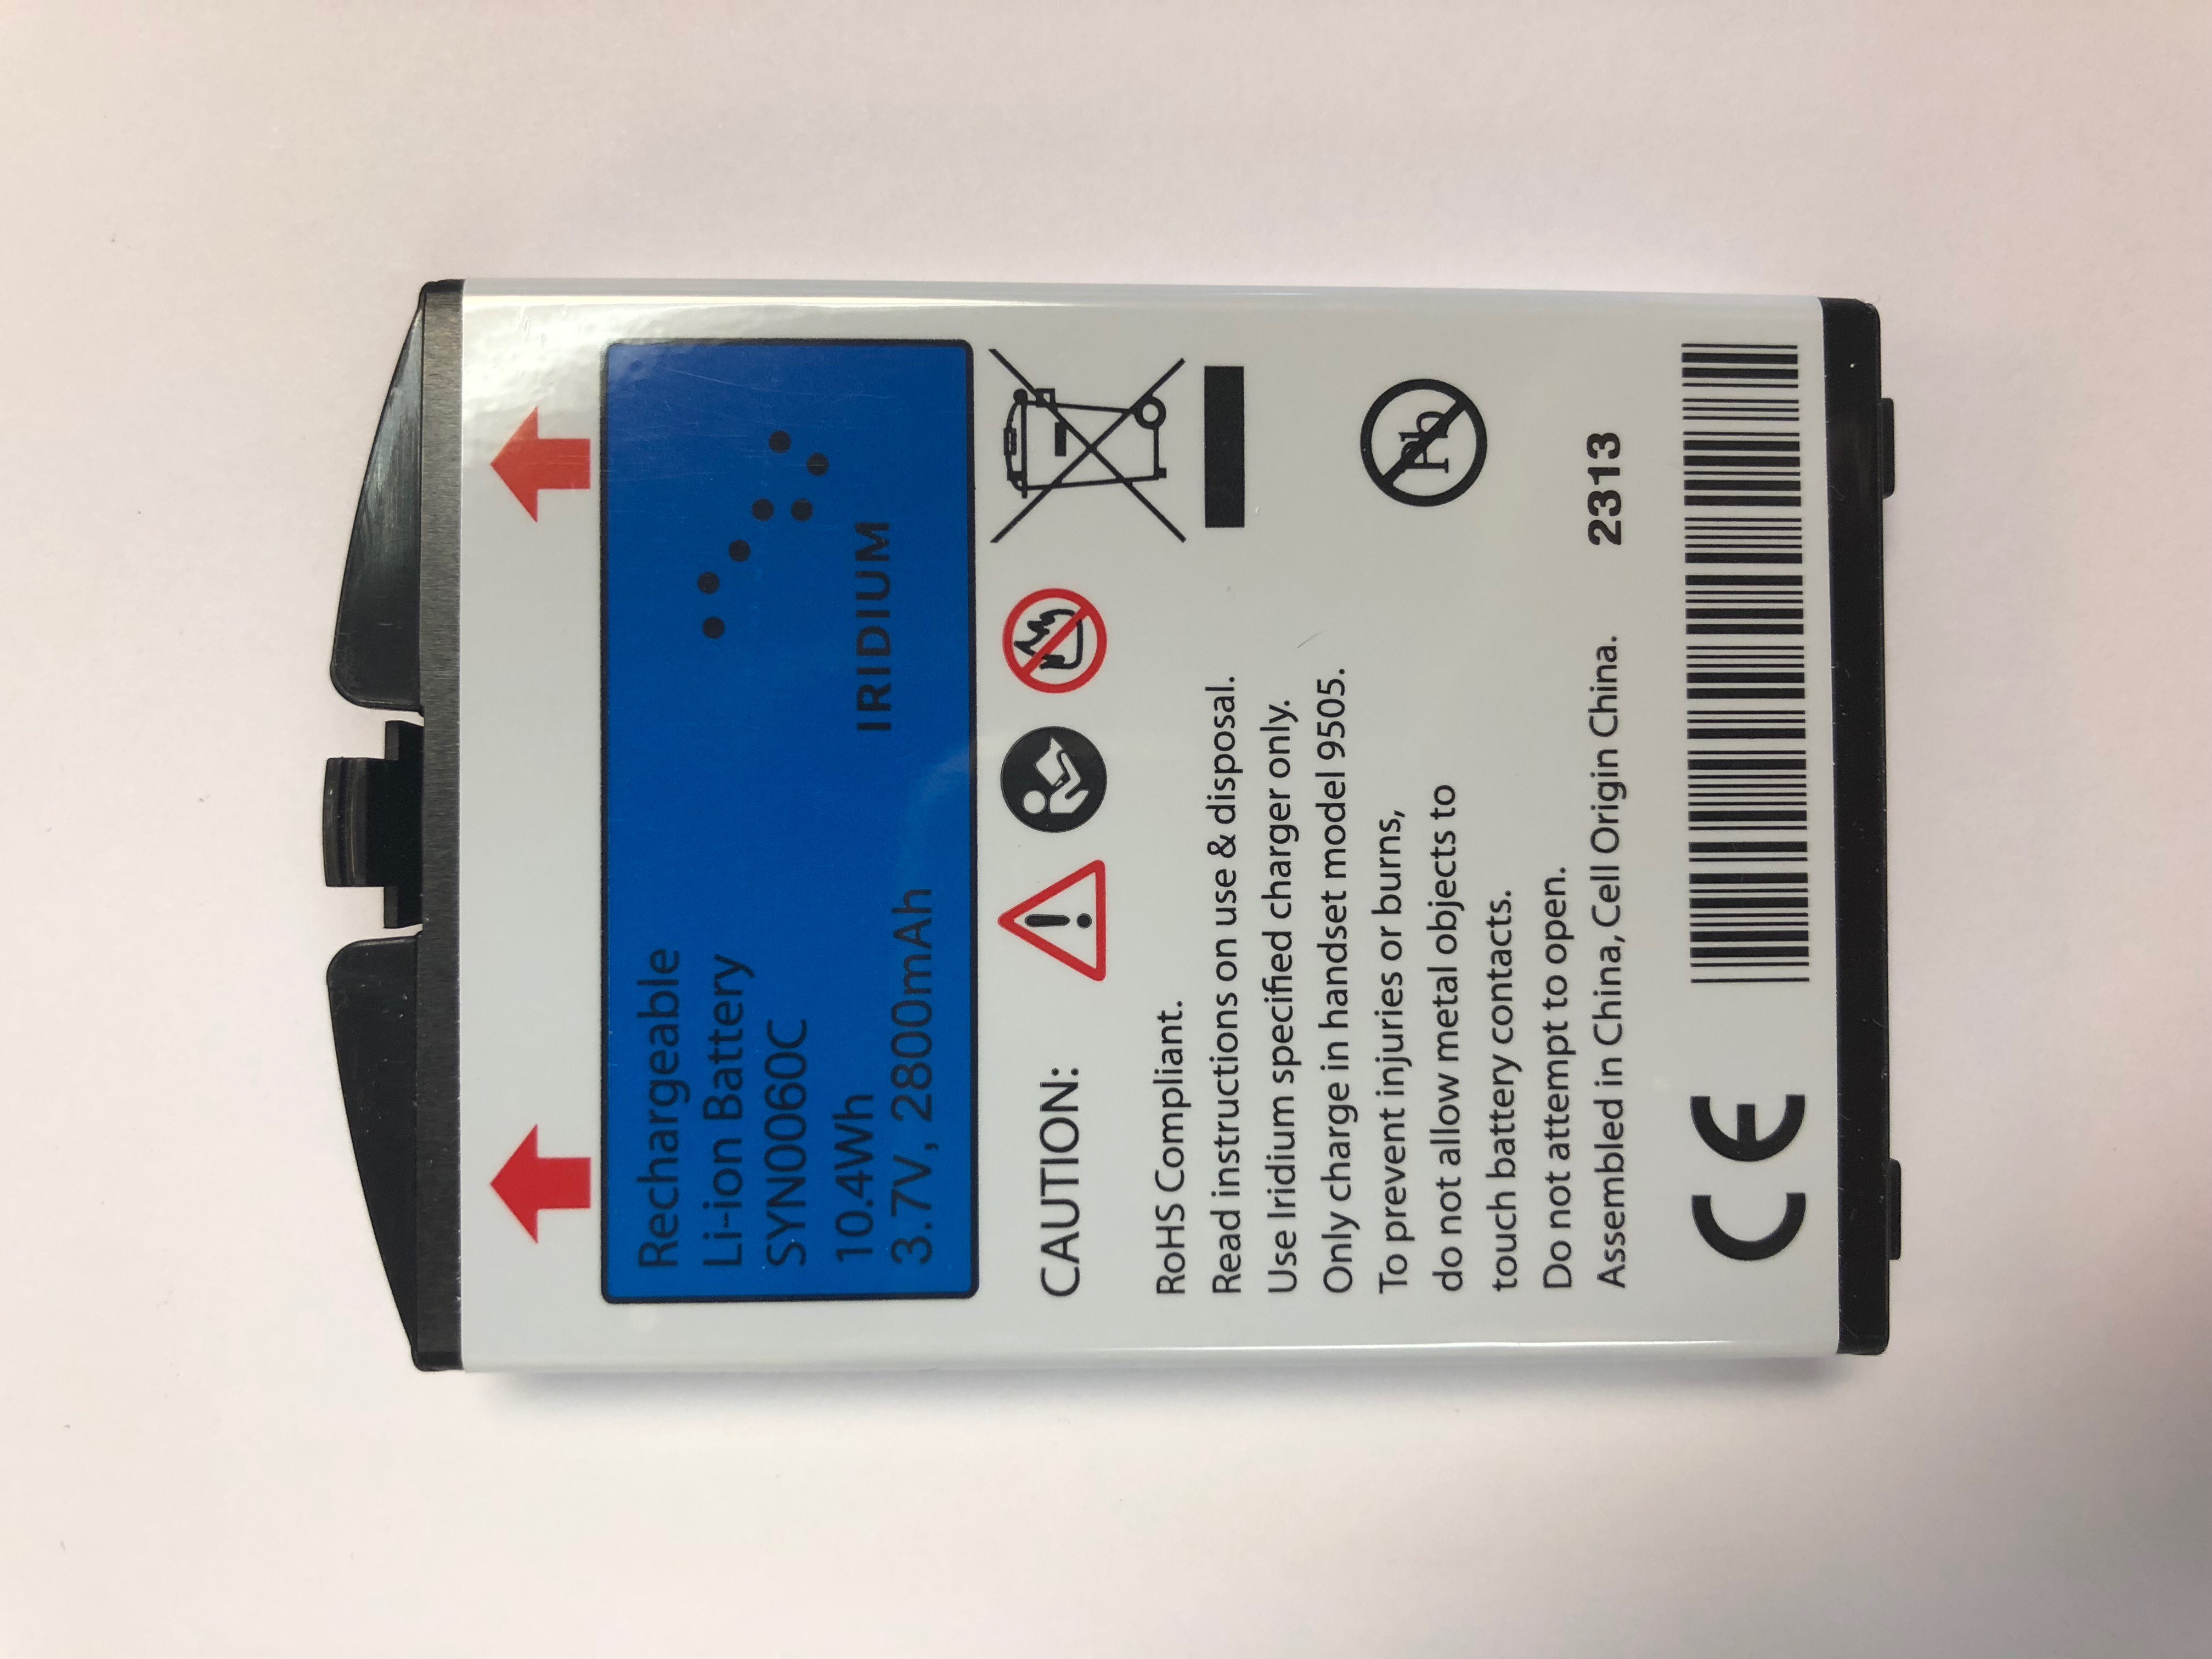 Rechargeable
Li-ion Battery
SYN0060C
10.4Wh
3.7V, 2800mAh
IRIDIUM
CAUTION:
RoHS Compliant.
Read instructions on use & disposal.
Use Iridium specified charger only.
Only charge in handset model 9505.
To prevent injuries or burns,
do not allow metal objects to
touch battery contacts.
Do not attempt to open.
Assembled in China, Cell Origin China.
Pb
2313
CE